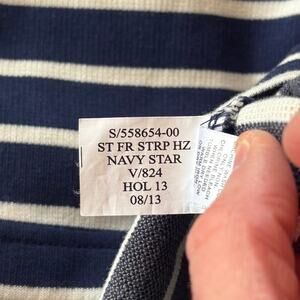 S/558654-00
ST FR STRP HZ
NAVY STAR
V/824
HOL 13
08/13